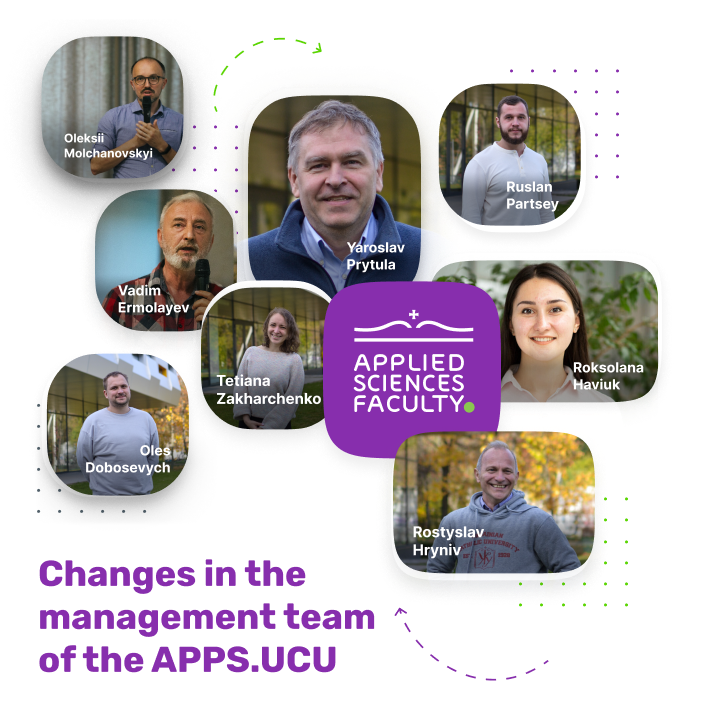 Oleksii
Molchanovskyi
Yaroslav
Prytula
Ruslan
Partsey
Vadim
Ermolayev
Tetiana
Zakharchenko
APPLIED
SCIENCES
FACULTY
Roksolana
Haviuk
Oles
Dobosevych
Rostyslav
Hryniv
Changes in the
management team
of the APPS.UCU